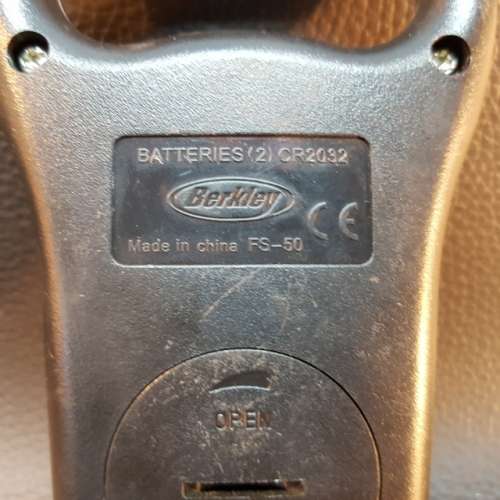 BATTERIES (2) CR2032
Berkley
CE
Made in china FS-50
OPEN